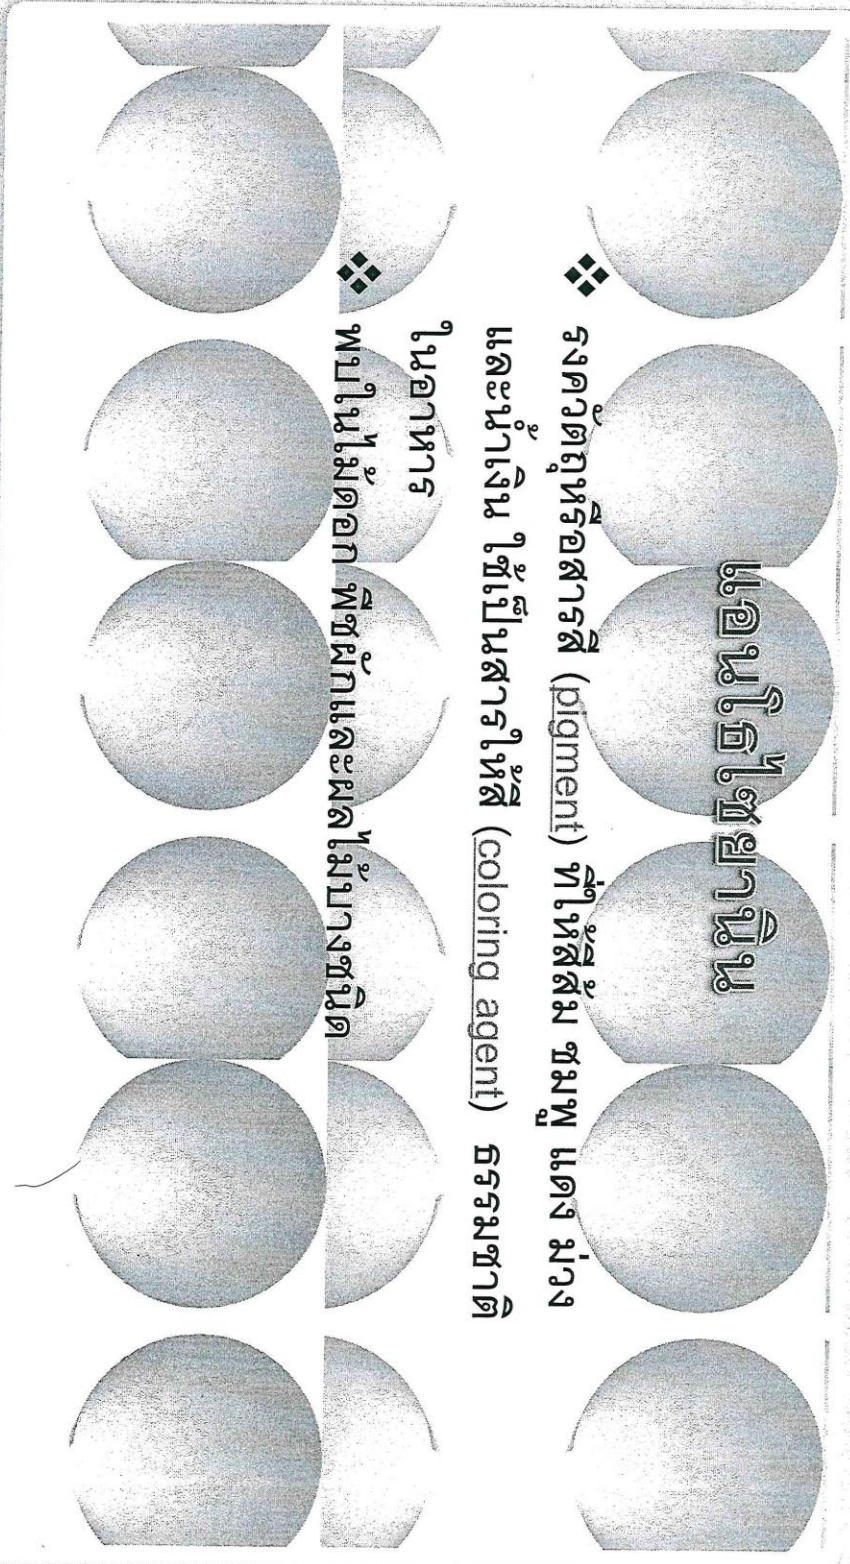 แอนโธไซยานิน
❖ รงควัตถุหรือสารสี (pigment) ที่ให้สีส้ม ชมพู แดง ม่วง
และน้ำเงิน ใช้เป็นสารให้สี (coloring agent) ธรรมชาติ
ในอาหาร
❖ พบในไม้ดอก พืชผักและผลไม้บางชนิด